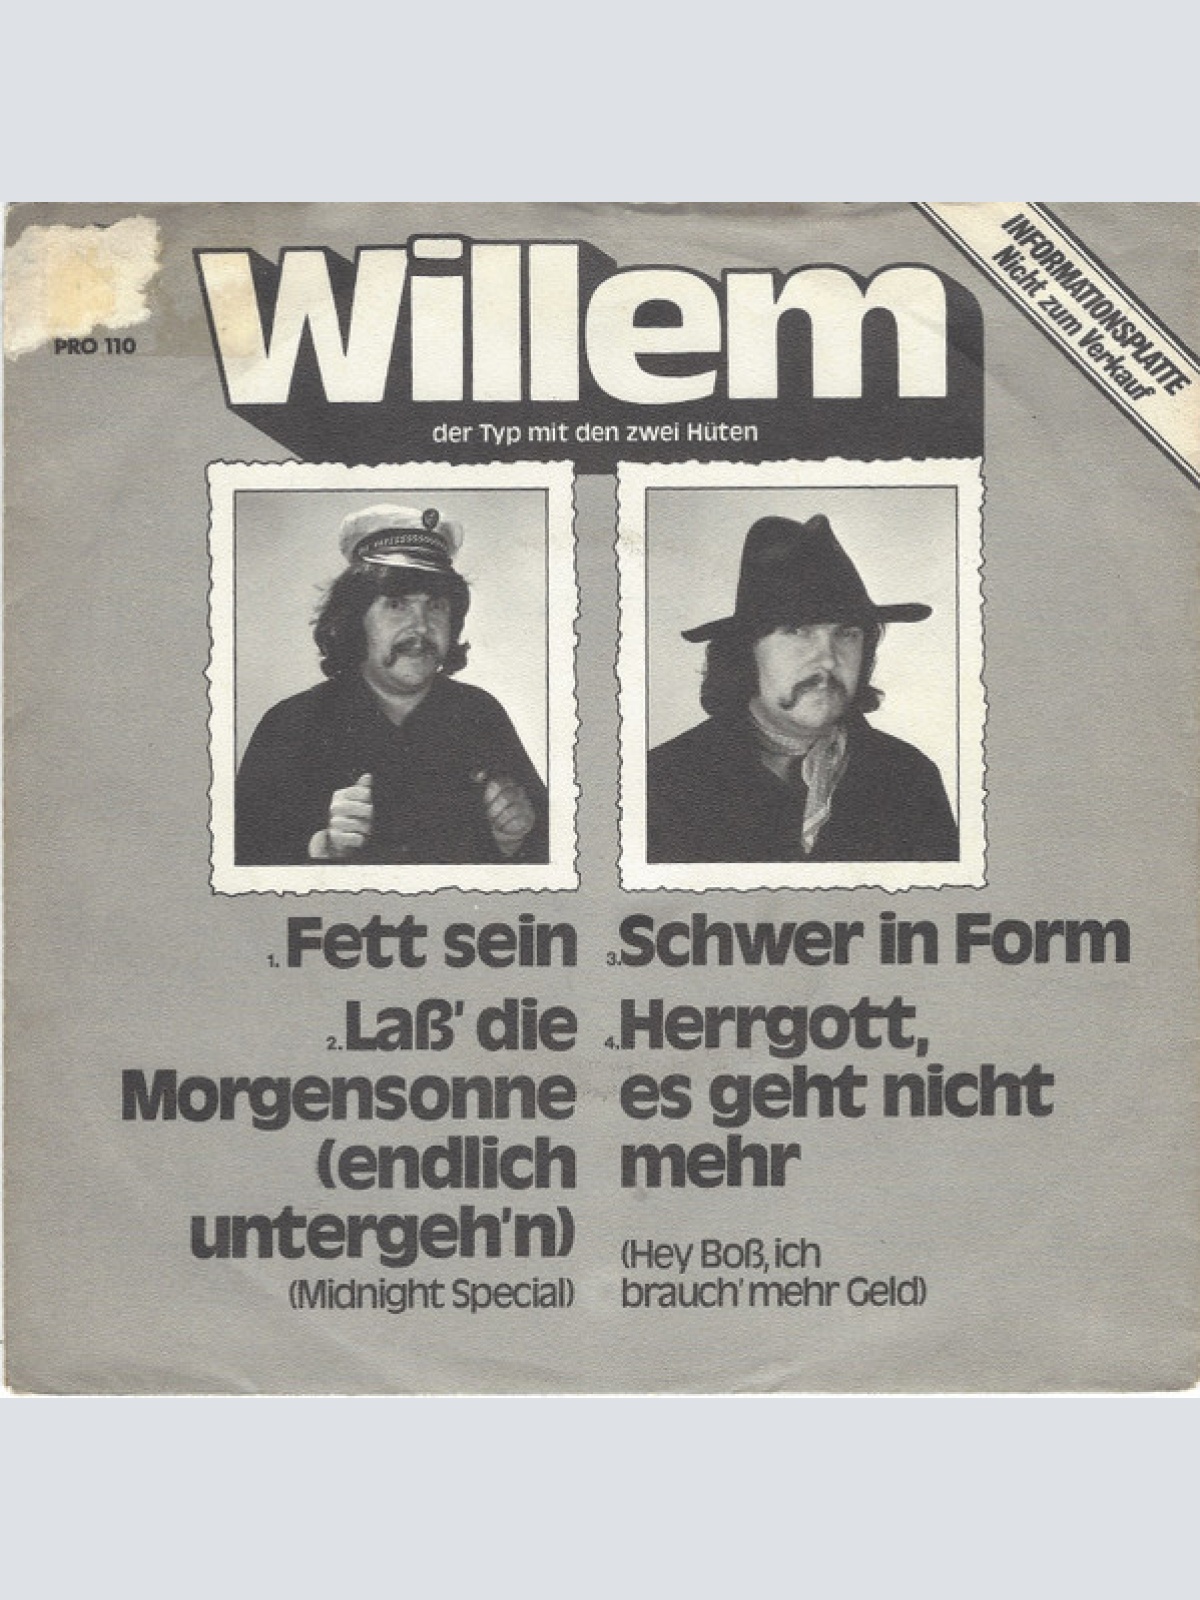 Willem
der Typ mit den zwei Hüten
INFORMATIONSPLATTE
Nicht zum Verkauf
PRO 110
1. Fett sein
2. Laß' die
Morgensonne
(endlich
untergeh'n)
(Midnight Special)
3. Schwer in Form
4. Herrgott,
es geht nicht
mehr
(Hey Boß, ich
brauch' mehr Geld)